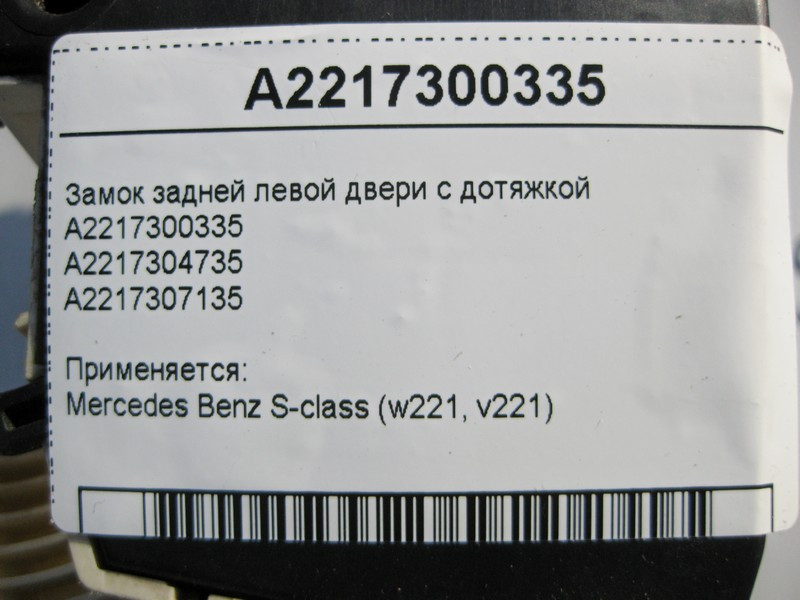 A2217300335
Замок задней левой двери с дотяжкой
A2217300335
A2217304735
A2217307135
Применяется:
Mercedes Benz S-class (w221, v221)